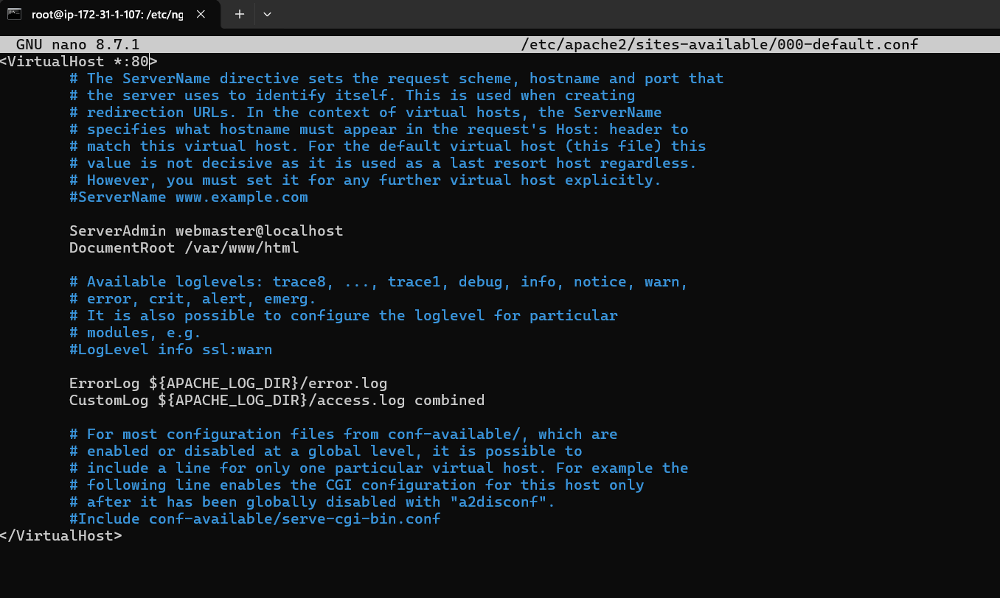 root@ip-172-31-1-107: /etc/ng
GNU nano 8.7.1 /etc/apache2/sites-available/000-default.conf
<VirtualHost *:80>
# The ServerName directive sets the request scheme, hostname and port that
# the server uses to identify itself. This is used when creating
# redirection URLs. In the context of virtual hosts, the ServerName
# specifies what hostname must appear in the request's Host: header to
# match this virtual host. For the default virtual host (this file) this
# value is not decisive as it is used as a last resort host regardless.
# However, you must set it for any further virtual host explicitly.
#ServerName www.example.com
ServerAdmin webmaster@localhost
DocumentRoot /var/www/html
# Available loglevels: trace8, ..., trace1, debug, info, notice, warn,
# error, crit, alert, emerg.
# It is also possible to configure the loglevel for particular
# modules, e.g.
#LogLevel info ssl:warn
ErrorLog ${APACHE_LOG_DIR}/error.log
CustomLog ${APACHE_LOG_DIR}/access.log combined
# For most configuration files from conf-available/, which are
# enabled or disabled at a global level, it is possible to
# include a line for only one particular virtual host. For example the
# following line enables the CGI configuration for this host only
# after it has been globally disabled with "a2disconf".
#Include conf-available/serve-cgi-bin.conf
</VirtualHost>